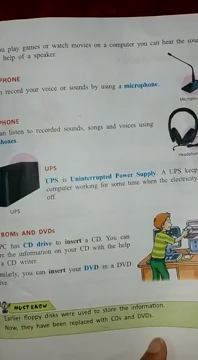 u play games or watch movies on a computer you can hear the sou
help of a speaker.
PHONE
n record your voice or sounds by using a microphone.
Microphon
PHONE
an listen to recorded sounds, songs and voices using
hones.
Headphone
UPS
UPS is Uninterrupted Power Supply. A UPS keep
computer working for some time when the electricity
off.
UPS
ROMs AND DVDs
PC has CD drive to insert a CD. You can
re the information on your CD with the help
a CD writer.
milarly, you can insert your DVD in a DVD
ive
MUST KNOW
Earlier floppy disks were used to store the information.
Now, they have been replaced with CDs and DVDs.